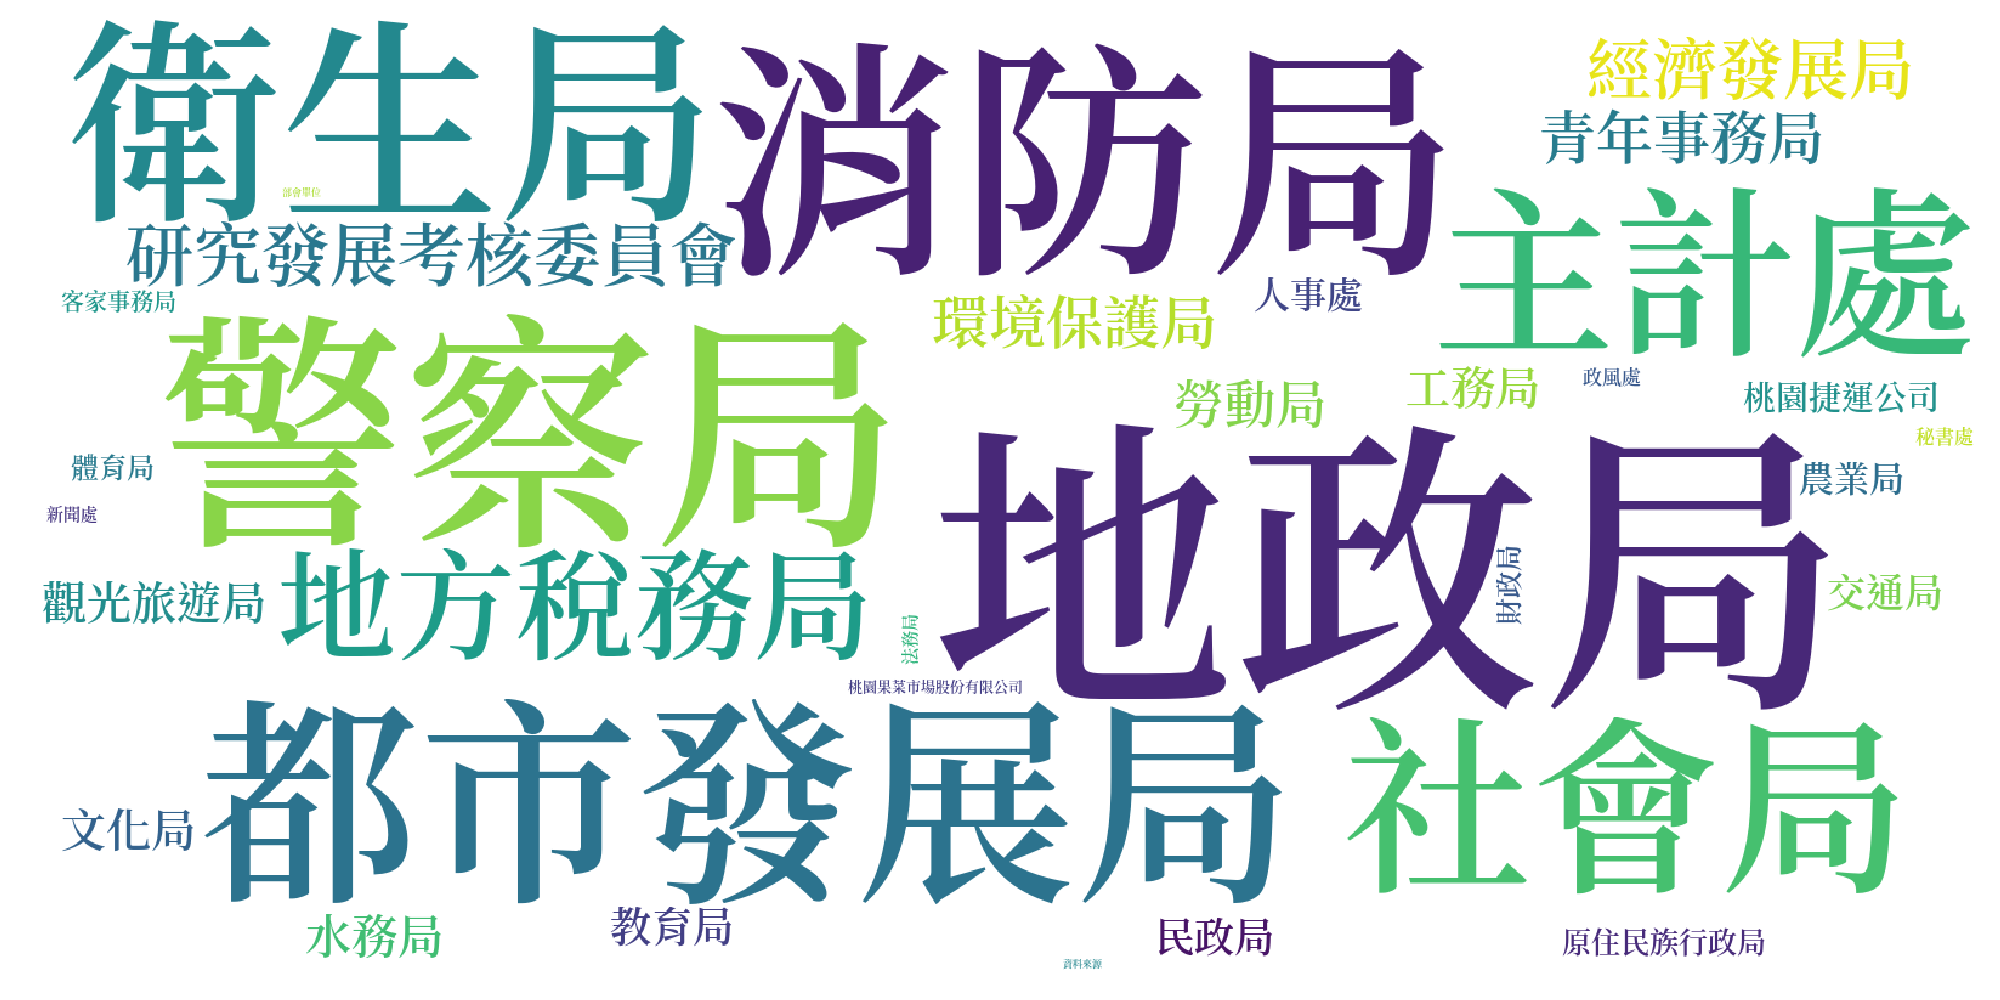 衛生局
消防局
經濟發展局
青年事務局
部會單位
主計處
研究發展考核委員會
客家事務局
環境保護局
人事處
警察局
勞動局
工務局
政風處
桃園捷運公司
秘書處
體育局
農業局
新聞處
地政局
觀光旅遊局
地方稅務局
財政局
交通局
法務局
桃園果菜市場股份有限公司
都市發展局
社會局
文化局
水務局
教育局
民政局
原住民族行政局
資料來源